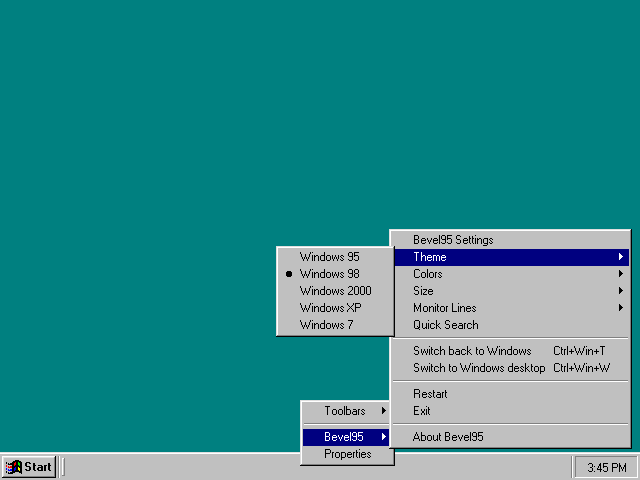 Bevel95 Settings
Theme
Colors
Size
Monitor Lines
Quick Search
Switch back to Windows Ctrl+Win+T
Switch to Windows desktop Ctrl+Win+W
Restart
Exit
About Bevel95
Windows 95
Windows 98
Windows 2000
Windows XP
Windows 7
Toolbars
Bevel95
Properties
Start
3:45 PM